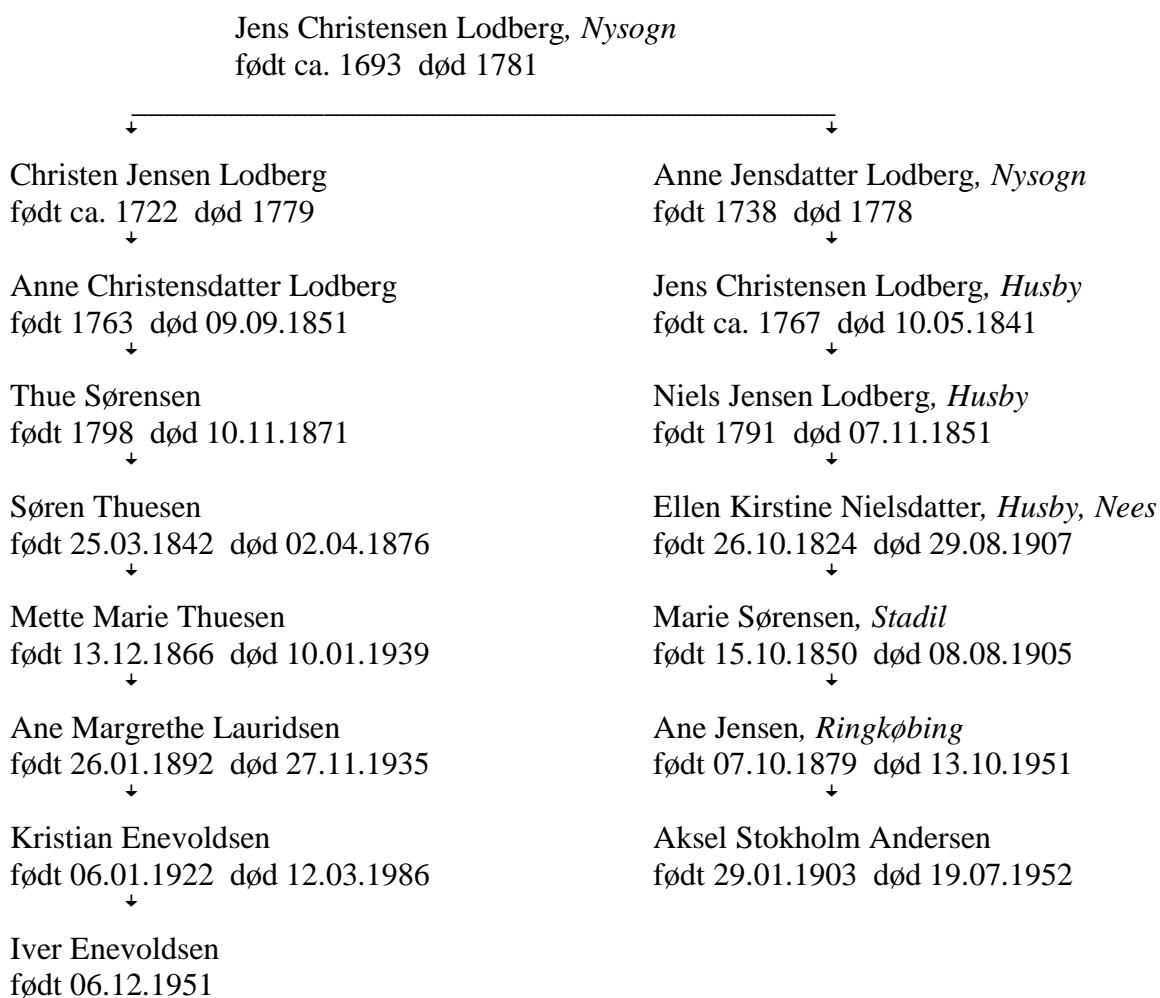 Jens Christensen Lodberg, Nysogn
født ca. 1693  død 1781
Christen Jensen Lodberg
født ca. 1722  død 1779
Anne Christensdatter Lodberg
født 1763  død 09.09.1851
Thue Sørensen
født 1798  død 10.11.1871
Søren Thuesen
født 25.03.1842  død 02.04.1876
Mette Marie Thuesen
født 13.12.1866  død 10.01.1939
Ane Margrethe Lauridsen
født 26.01.1892  død 27.11.1935
Kristian Enevoldsen
født 06.01.1922  død 12.03.1986
Iver Enevoldsen
født 06.12.1951
Anne Jensdatter Lodberg, Nysogn
født 1738  død 1778
Jens Christensen Lodberg, Husby
født ca. 1767  død 10.05.1841
Niels Jensen Lodberg, Husby
født 1791  død 07.11.1851
Ellen Kirstine Nielsdatter, Husby, Nees
født 26.10.1824  død 29.08.1907
Marie Sørensen, Stadil
født 15.10.1850  død 08.08.1905
Ane Jensen, Ringkøbing
født 07.10.1879  død 13.10.1951
Aksel Stokholm Andersen
født 29.01.1903  død 19.07.1952